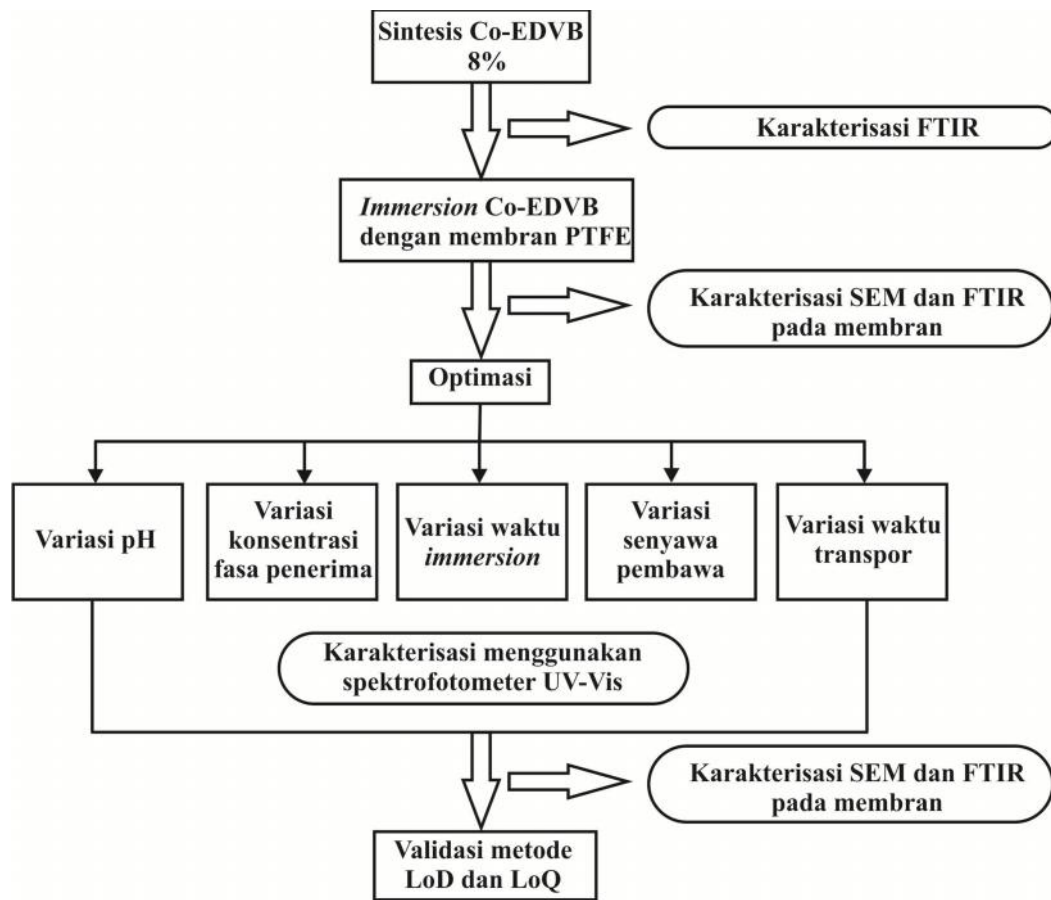 Sintesis Co-EDVB
8%
Karakterisasi FTIR
Immersion Co-EDVB
dengan membran PTFE
Karakterisasi SEM dan FTIR
pada membran
Optimasi
Variasi pH
Variasi
konsentrasi
fasa penerima
Variasi waktu
immersion
Variasi
senyawa
pembawa
Variasi waktu
transpor
Karakterisasi menggunakan
spektrofotometer UV-Vis
Karakterisasi SEM dan FTIR
pada membran
Validasi metode
LoD dan LoQ